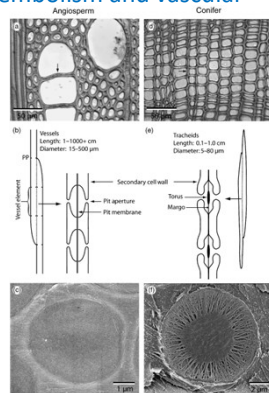 embolism and vascular
Angiosperm
Conifer
(b)
Vessels
Length: 1–1000+ cm
Diameter: 15–500 µm
PP
Vessel element
Secondary cell wall
Pit aperture
Pit membrane
(e)
Tracheids
Length: 0.1–1.0 cm
Diameter: 5–80 µm
Torus
Margo
(c)
1 µm
(f)
2 µm